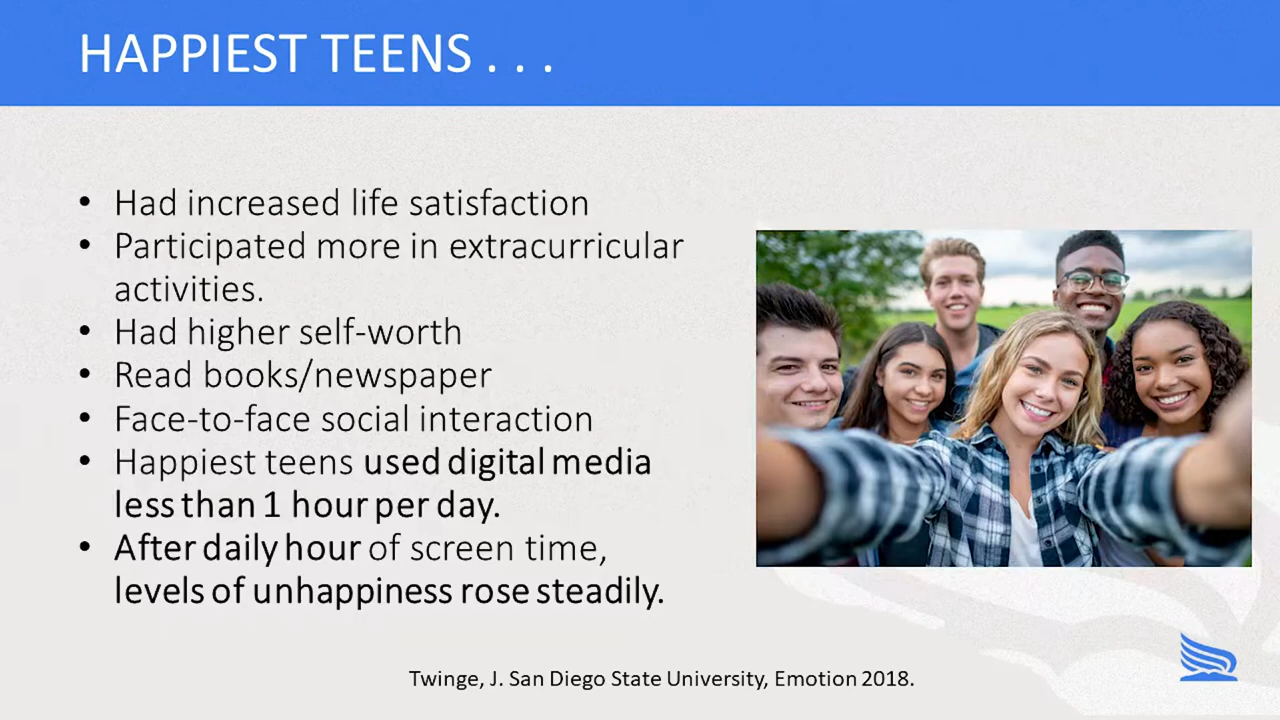 HAPPIEST TEENS . . .
• Had increased life satisfaction
• Participated more in extracurricular
activities.
• Had higher self-worth
• Read books/newspaper
• Face-to-face social interaction
• Happiest teens used digital media
less than 1 hour per day.
• After daily hour of screen time,
levels of unhappiness rose steadily.
Twinge, J. San Diego State University, Emotion 2018.